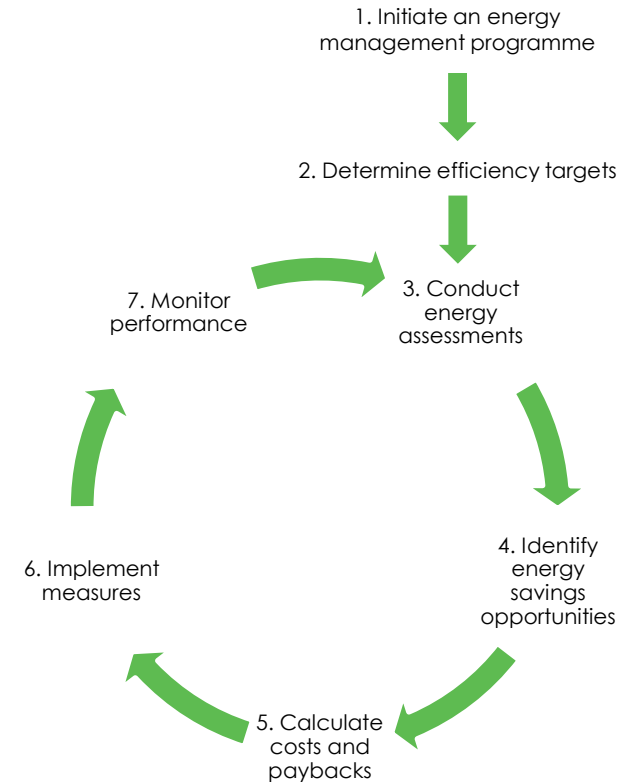 1. Initiate an energy
management programme
2. Determine efficiency targets
3. Conduct
energy
assessments
4. Identify
energy
savings
opportunities
5. Calculate
costs and
paybacks
6. Implement
measures
7. Monitor
performance